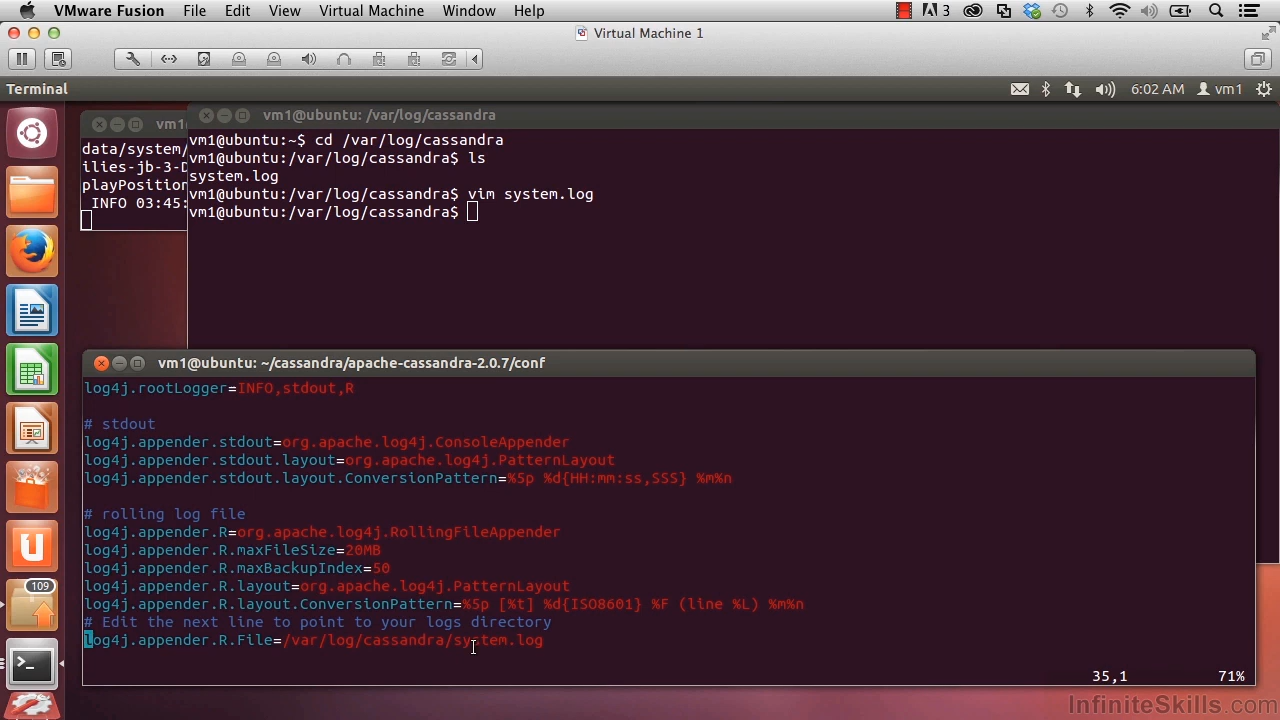 VMware Fusion File Edit View Virtual Machine Window Help
3
Virtual Machine 1
Terminal
6:02 AM vm1
vm1@ubuntu: /var/log/cassandra
vm1@ubuntu:~$ cd /var/log/cassandra
vm1@ubuntu:/var/log/cassandra$ ls
system.log
vm1@ubuntu:/var/log/cassandra$ vim system.log
vm1@ubuntu:/var/log/cassandra$
vm1
data/system/
ilies-jb-3-D
playPosition
INFO 03:45:
vm1@ubuntu: ~/cassandra/apache-cassandra-2.0.7/conf
log4j.rootLogger=INFO,stdout,R
# stdout
log4j.appender.stdout=org.apache.log4j.ConsoleAppender
log4j.appender.stdout.layout=org.apache.log4j.PatternLayout
log4j.appender.stdout.layout.ConversionPattern=%5p %d{HH:mm:ss,SSS} %m%n
# rolling log file
log4j.appender.R=org.apache.log4j.RollingFileAppender
log4j.appender.R.maxFileSize=20MB
log4j.appender.R.maxBackupIndex=50
log4j.appender.R.layout=org.apache.log4j.PatternLayout
log4j.appender.R.layout.ConversionPattern=%5p [%t] %d{ISO8601} %F (line %L) %m%n
# Edit the next line to point to your logs directory
log4j.appender.R.File=/var/log/cassandra/system.log
35,1 71%
109
InfiniteSkills.com